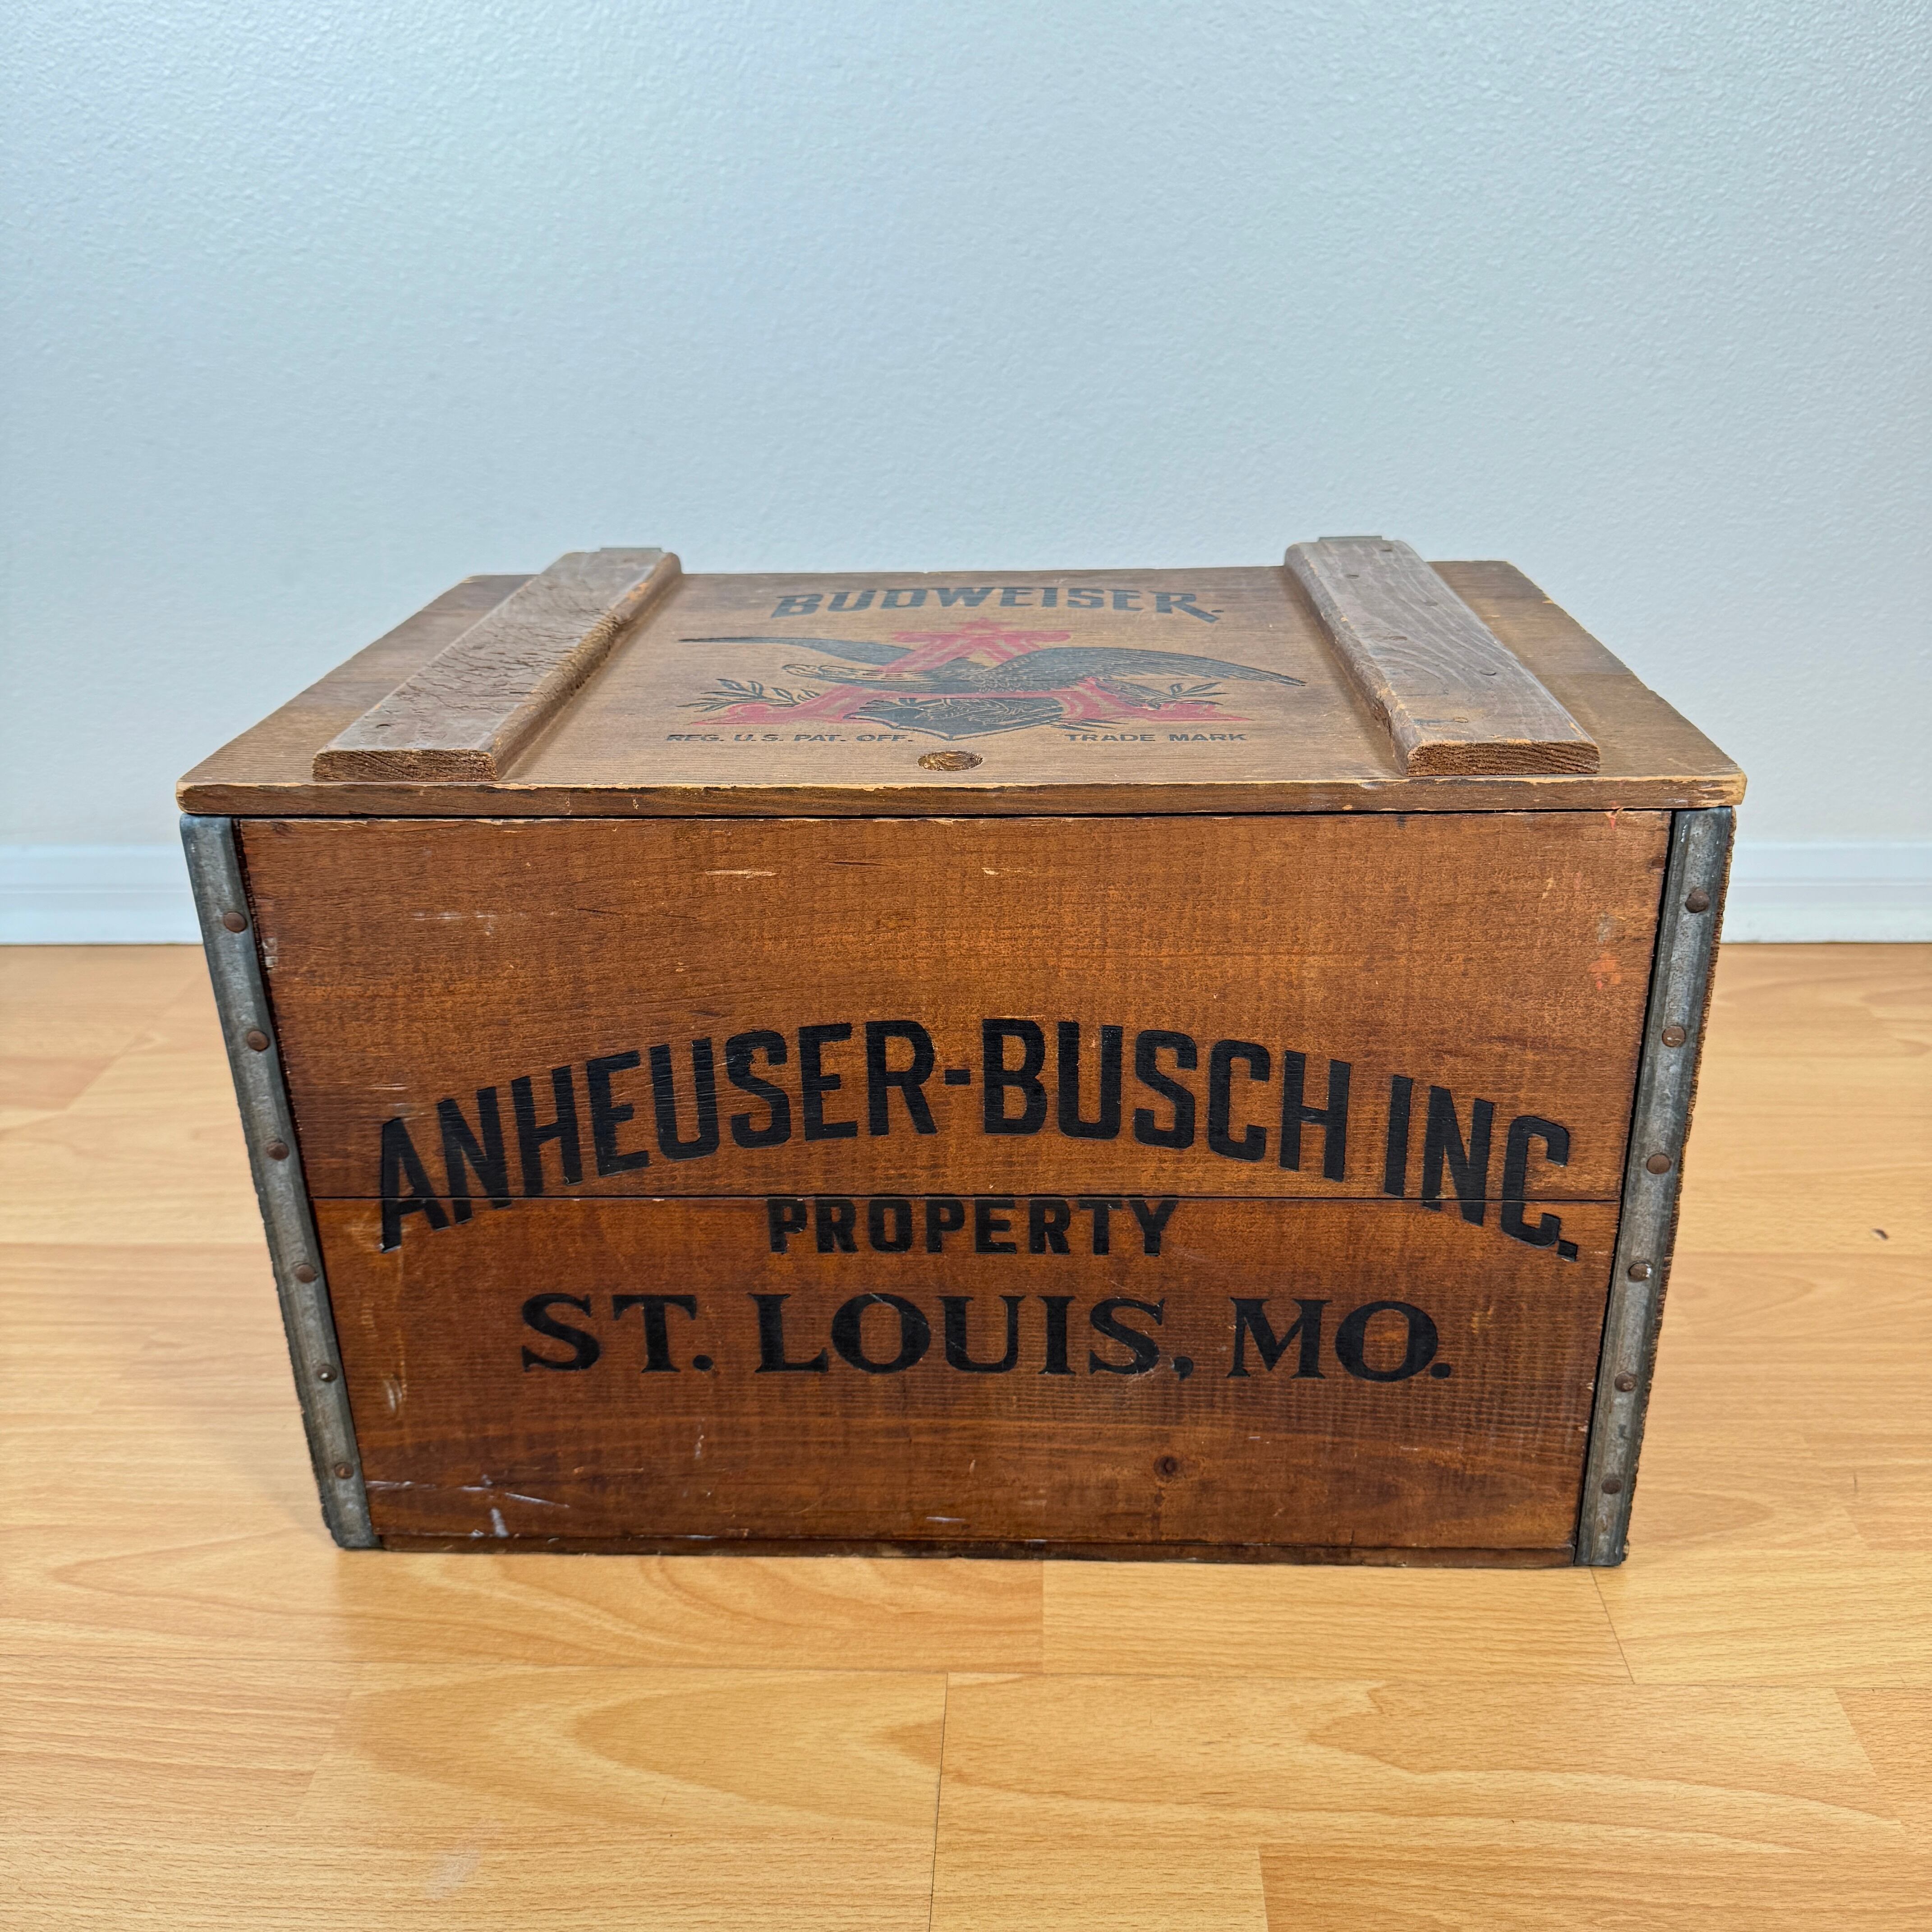 BUDWEISER.
REG. U.S. PAT. OFF. TRADE MARK
ANHEUSER-BUSCH INC.
PROPERTY
ST. LOUIS, MO.